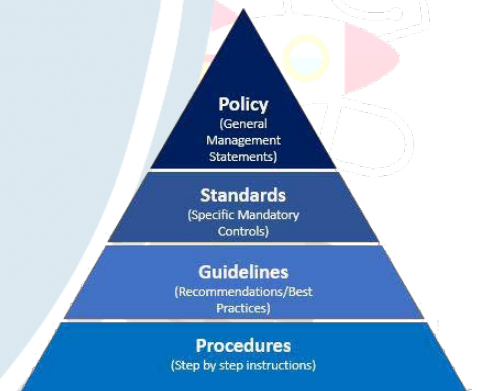 Policy
(General
Management
Statements)
Standards
(Specific Mandatory
Controls)
Guidelines
(Recommendations/Best
Practices)
Procedures
(Step by step instructions)